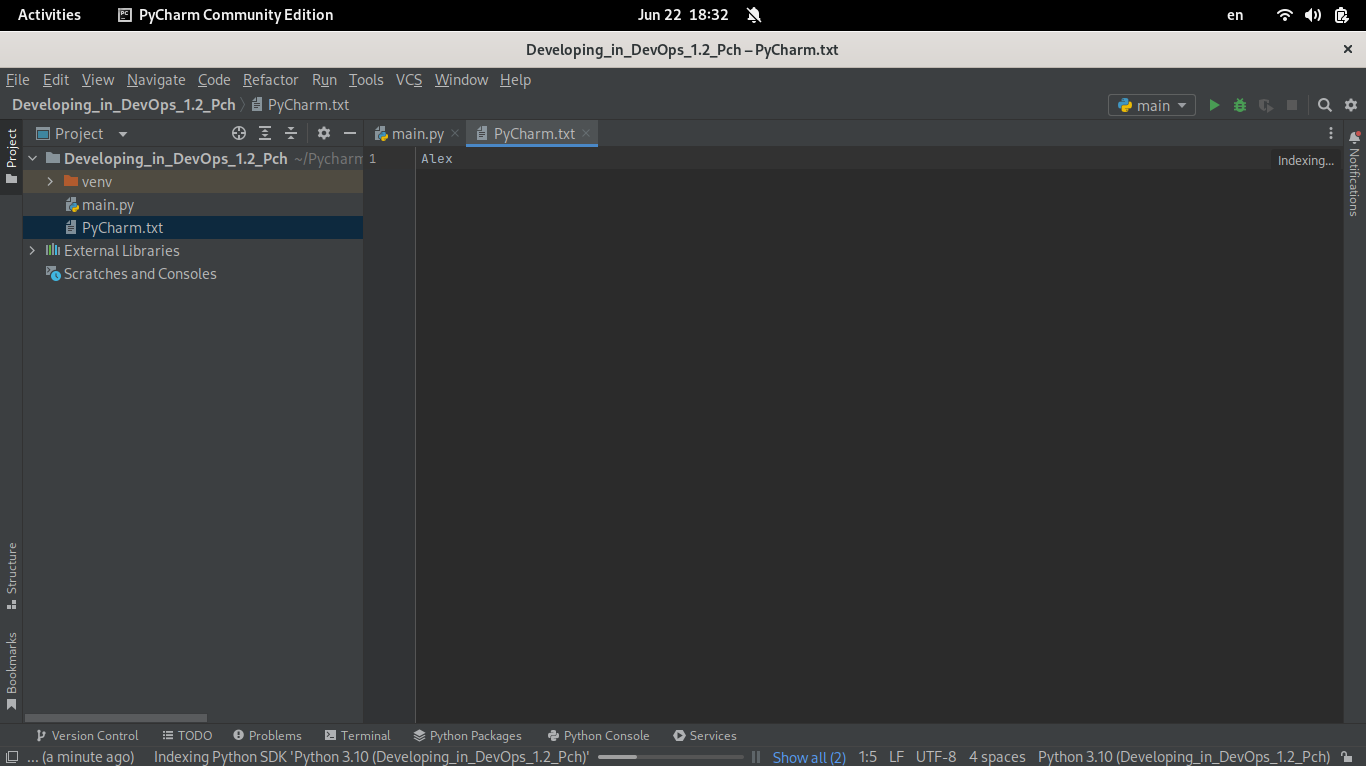 Activities PyCharm Community Edition Jun 22 18:32 en
Developing_in_DevOps_1.2_Pch – PyCharm.txt
File Edit View Navigate Code Refactor Run Tools VCS Window Help
Developing_in_DevOps_1.2_Pch PyCharm.txt main
Project Project main.py PyCharm.txt Notifications
Developing_in_DevOps_1.2_Pch ~/Pycharm 1 Alex Indexing...
venv
main.py
PyCharm.txt
External Libraries
Scratches and Consoles
Structure
Bookmarks
Version Control TODO Problems Terminal Python Packages Python Console Services
... (a minute ago) Indexing Python SDK 'Python 3.10 (Developing_in_DevOps_1.2_Pch)' Show all (2) 1:5 LF UTF-8 4 spaces Python 3.10 (Developing_in_DevOps_1.2_Pch)